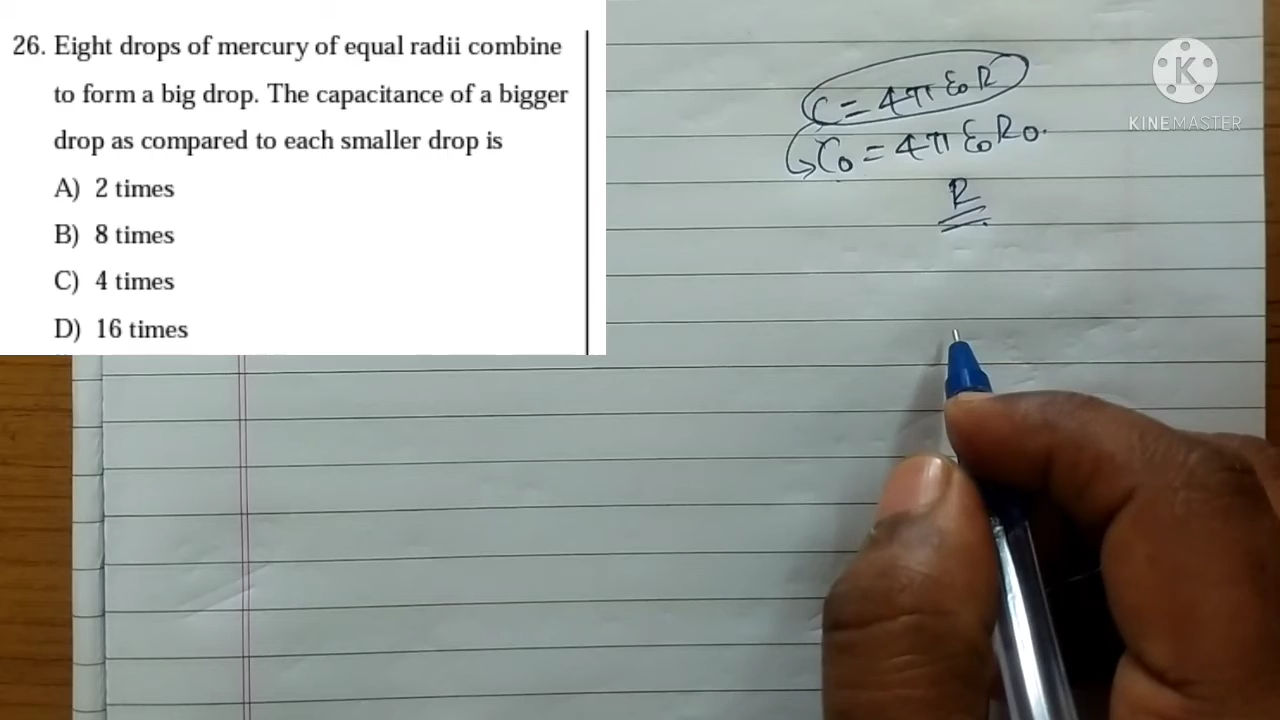 26. Eight drops of mercury of equal radii combine
to form a big drop. The capacitance of a bigger
drop as compared to each smaller drop is
A) 2 times
B) 8 times
C) 4 times
D) 16 times
C = 4π ε₀ R
C₀ = 4π ε₀ R₀.
R
K
KINEMASTER